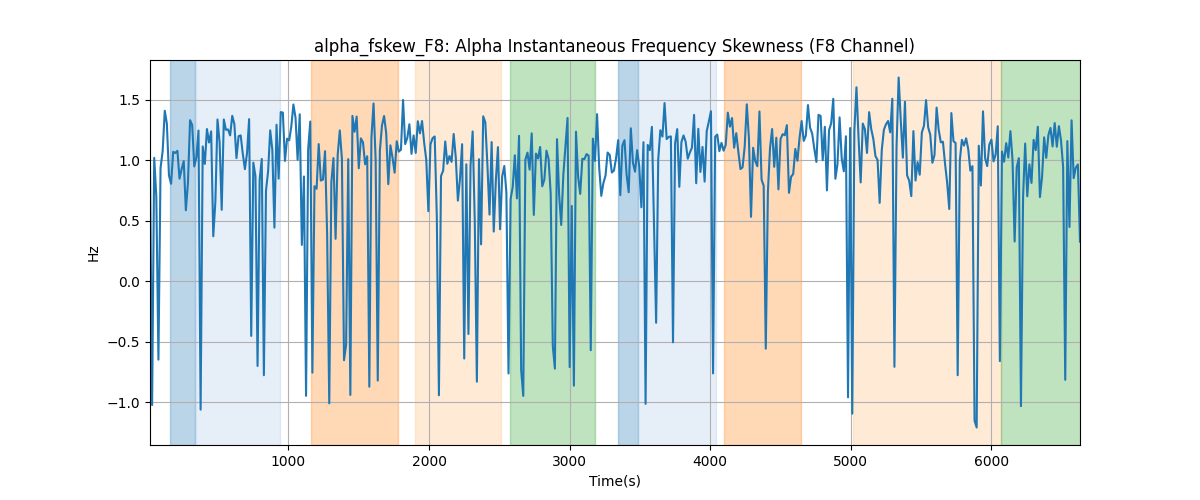 alpha_fskew_F8: Alpha Instantaneous Frequency Skewness (F8 Channel)
1.5
1.0
0.5
0.0
−0.5
−1.0
Hz
1000 2000 3000 4000 5000 6000
Time(s)